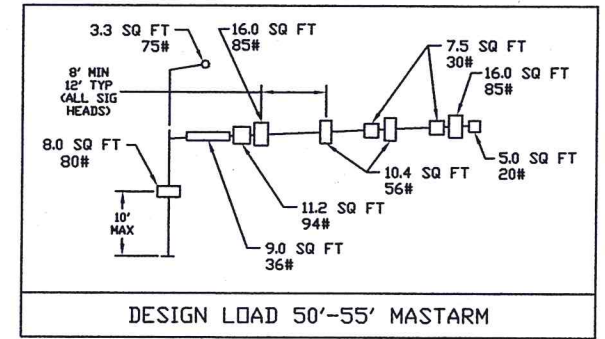 3.3 SQ FT
75#
16.0 SQ FT
85#
7.5 SQ FT
30#
16.0 SQ FT
85#
8' MIN
12' TYP
(ALL SIG
HEADS)
8.0 SQ FT
80#
10'
MAX
5.0 SQ FT
20#
10.4 SQ FT
56#
11.2 SQ FT
94#
9.0 SQ FT
36#
DESIGN LOAD 50'-55' MASTARM